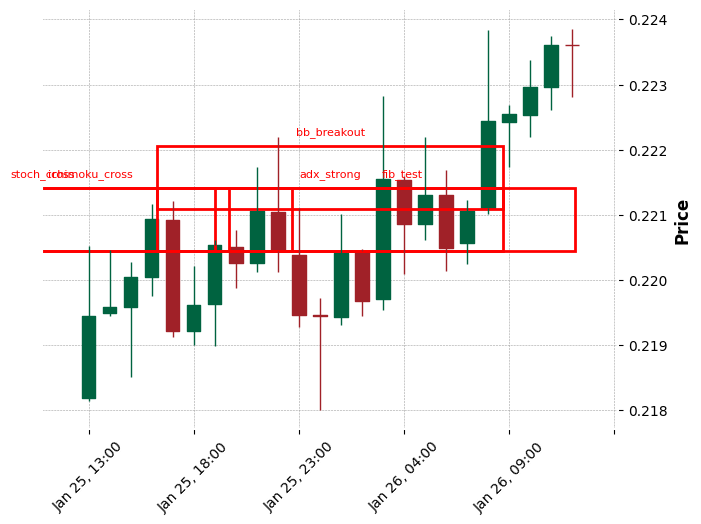 bb_breakout
stoch_cross
ichimoku_cross
adx_strong
fib_test
0.224
0.223
0.222
0.221
0.220
0.219
0.218
Price
Jan 25, 13:00
Jan 25, 18:00
Jan 25, 23:00
Jan 26, 04:00
Jan 26, 09:00